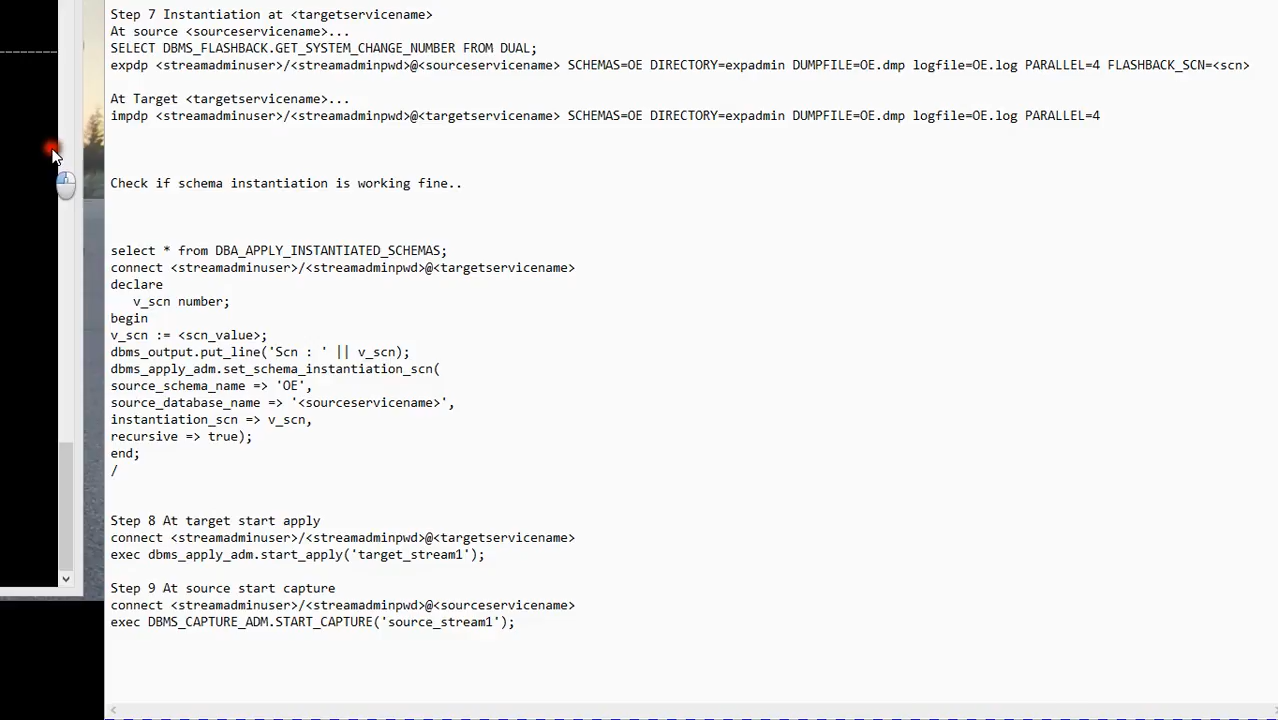 Step 7 Instantiation at <targetservicename>
At source <sourceservicename>...
SELECT DBMS_FLASHBACK.GET_SYSTEM_CHANGE_NUMBER FROM DUAL;
expdp <streamadminuser>/<streamadminpwd>@<sourceservicename> SCHEMAS=OE DIRECTORY=expadmin DUMPFILE=OE.dmp logfile=OE.log PARALLEL=4 FLASHBACK_SCN=<scn>
At Target <targetservicename>...
impdp <streamadminuser>/<streamadminpwd>@<targetservicename> SCHEMAS=OE DIRECTORY=expadmin DUMPFILE=OE.dmp logfile=OE.log PARALLEL=4
Check if schema instantiation is working fine..
select * from DBA_APPLY_INSTANTIATED_SCHEMAS;
connect <streamadminuser>/<streamadminpwd>@<targetservicename>
declare
v_scn number;
begin
v_scn := <scn_value>;
dbms_output.put_line('Scn : ' || v_scn);
dbms_apply_adm.set_schema_instantiation_scn(
source_schema_name => 'OE',
source_database_name => '<sourceservicename>',
instantiation_scn => v_scn,
recursive => true);
end;
/
Step 8 At target start apply
connect <streamadminuser>/<streamadminpwd>@<targetservicename>
exec dbms_apply_adm.start_apply('target_stream1');
Step 9 At source start capture
connect <streamadminuser>/<streamadminpwd>@<sourceservicename>
exec DBMS_CAPTURE_ADM.START_CAPTURE('source_stream1');